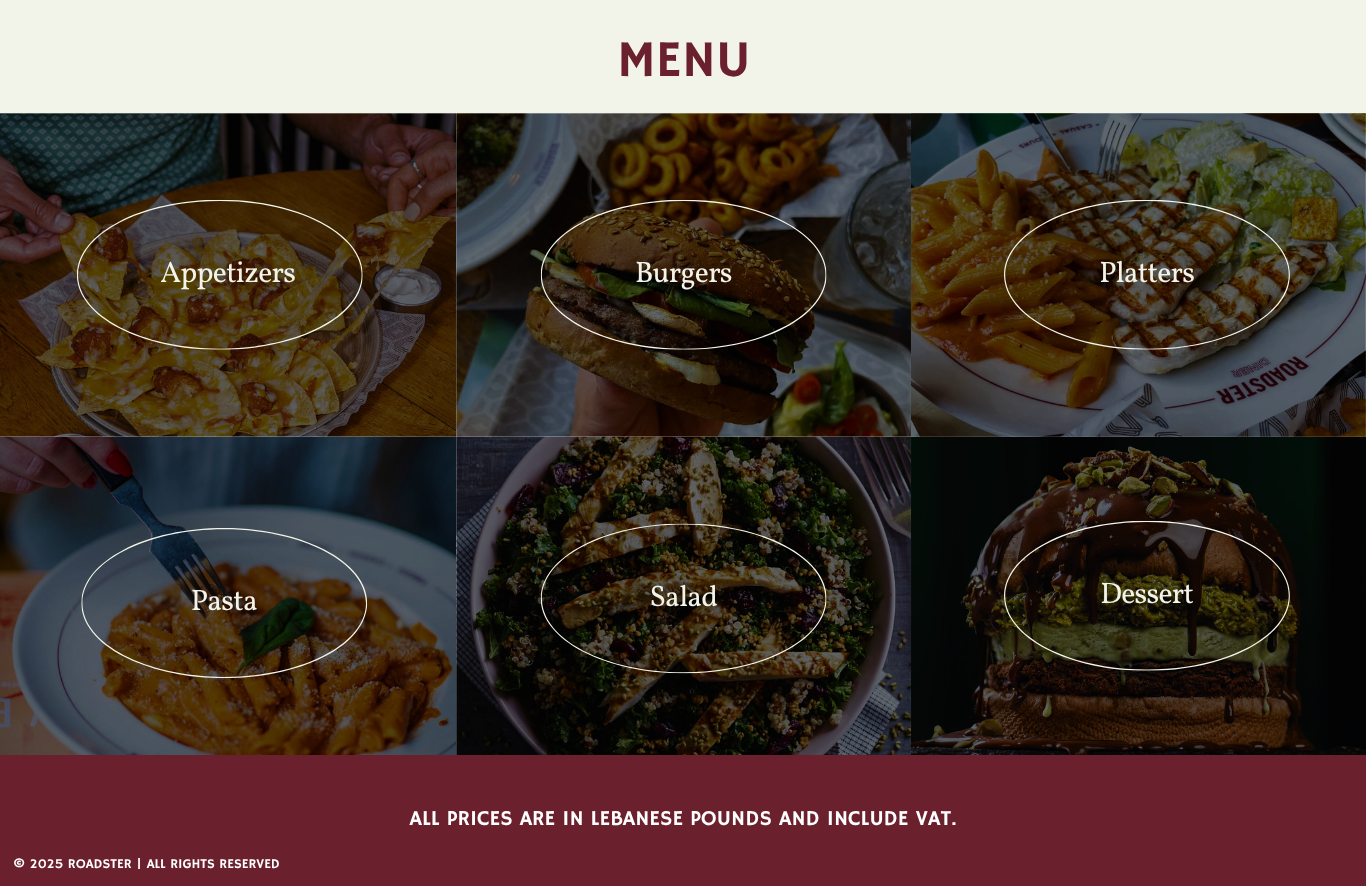 MENU
Appetizers
Burgers
Platters
ROADSTER
DINER
Pasta
Salad
Dessert
ALL PRICES ARE IN LEBANESE POUNDS AND INCLUDE VAT.
© 2025 ROADSTER | ALL RIGHTS RESERVED